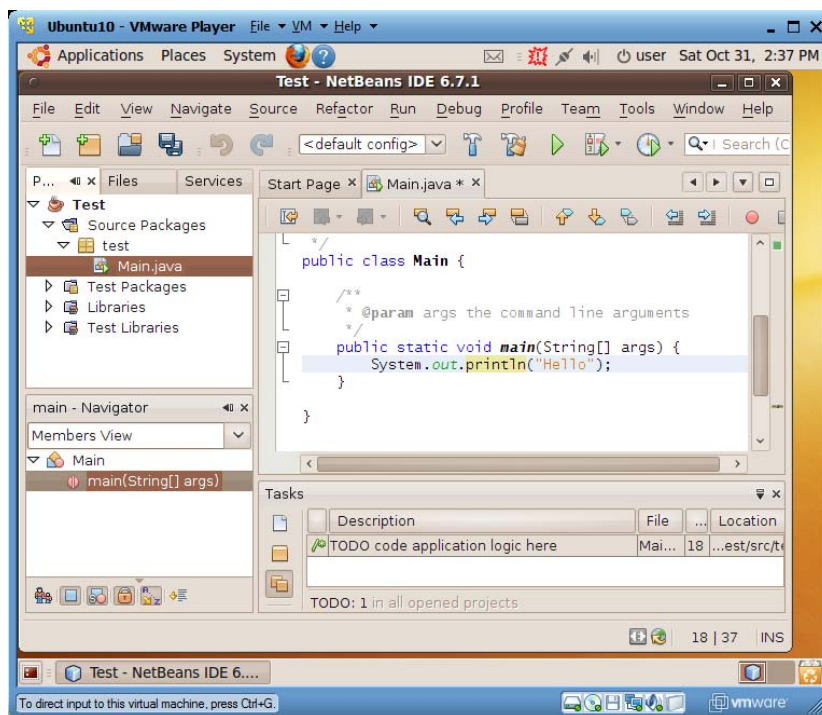 Ubuntu10 - VMware Player File VM Help
Applications Places System ? user Sat Oct 31, 2:37 PM
Test - NetBeans IDE 6.7.1
File Edit View Navigate Source Refactor Run Debug Profile Team Tools Window Help
<default config> Search (C
P... Files Services
Start Page Main.java *
Test
Source Packages
test
Main.java
Test Packages
Libraries
Test Libraries
*/
public class Main {
/**
* @param args the command line arguments
*/
public static void main(String[] args) {
System.out.println("Hello");
}
}
main - Navigator
Members View
Main
main(String[] args)
Tasks
Description File ... Location
TODO code application logic here Mai... 18 ...est/src/te
TODO: 1 in all opened projects
18 | 37 INS
Test - NetBeans IDE 6....
To direct input to this virtual machine, press Ctrl+G.
vmware